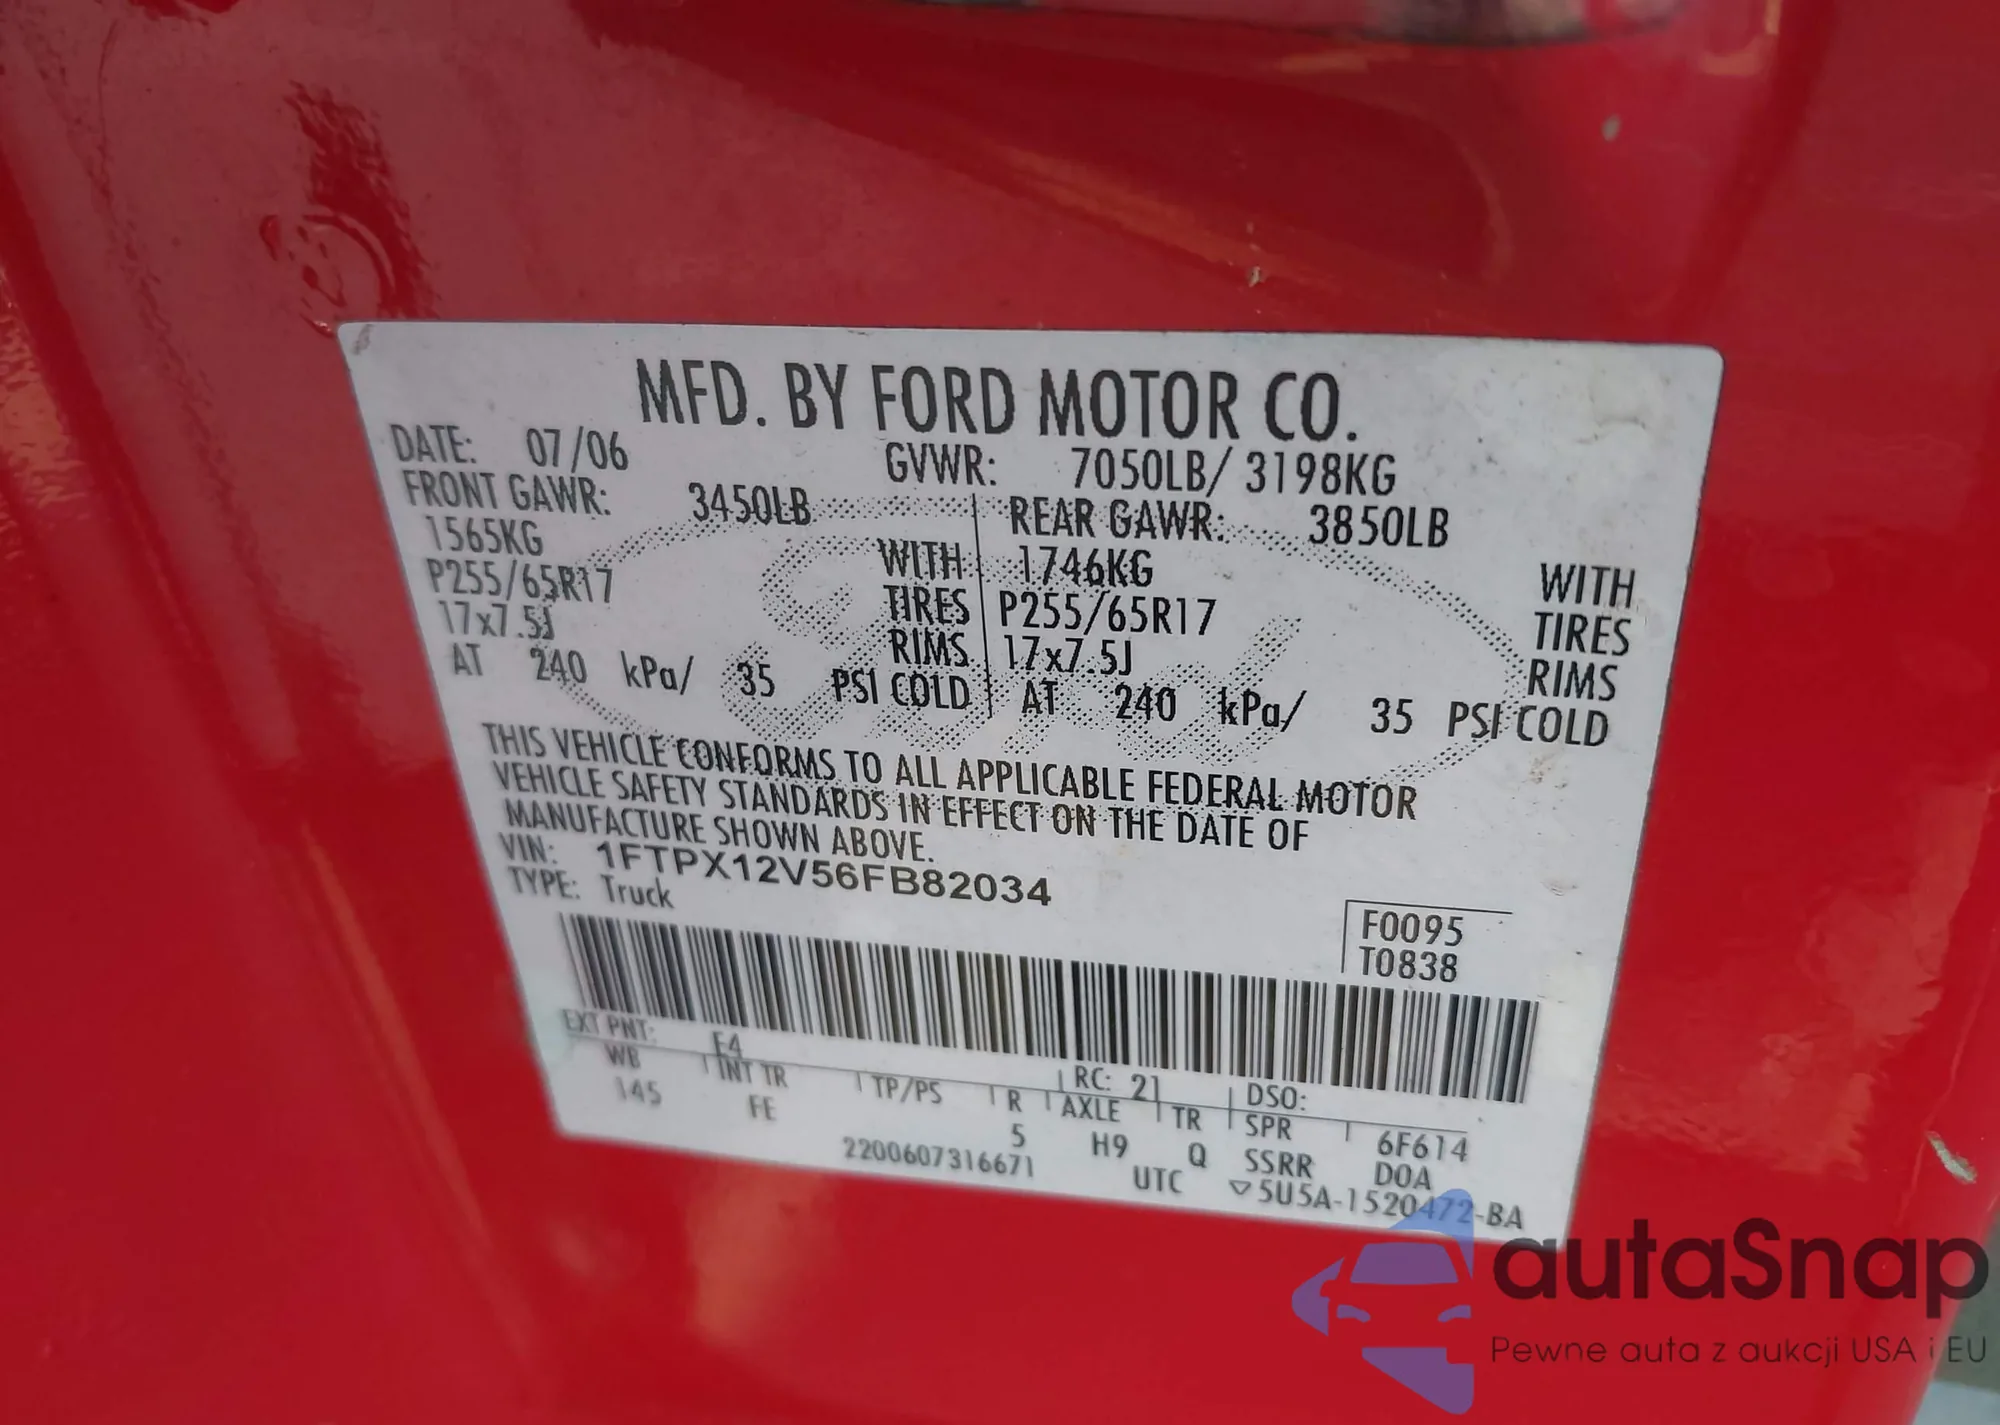 MFD. BY FORD MOTOR CO.
DATE: 07/06 GVWR: 7050LB/ 3198KG
FRONT GAWR: 3450LB REAR GAWR: 3850LB
1565KG WITH 1746KG WITH
P255/65R17 TIRES P255/65R17 TIRES
17x7.5J RIMS 17x7.5J RIMS
AT 240 kPa/ 35 PSI COLD AT 240 kPa/ 35 PSI COLD
THIS VEHICLE CONFORMS TO ALL APPLICABLE FEDERAL MOTOR
VEHICLE SAFETY STANDARDS IN EFFECT ON THE DATE OF
MANUFACTURE SHOWN ABOVE.
VIN: 1FTPX12V56FB82034
TYPE: Truck
F0095
T0838
EXT PNT: E4 RC: 21 DSO:
WB INT TR TP/PS R AXLE TR SPR 6F614
145 FE 5 H9 Q SSRR DOA
2200607316671 UTC ▽5U5A-1520472-BA
autaSnap
Pewne auta z aukcji USA i EU